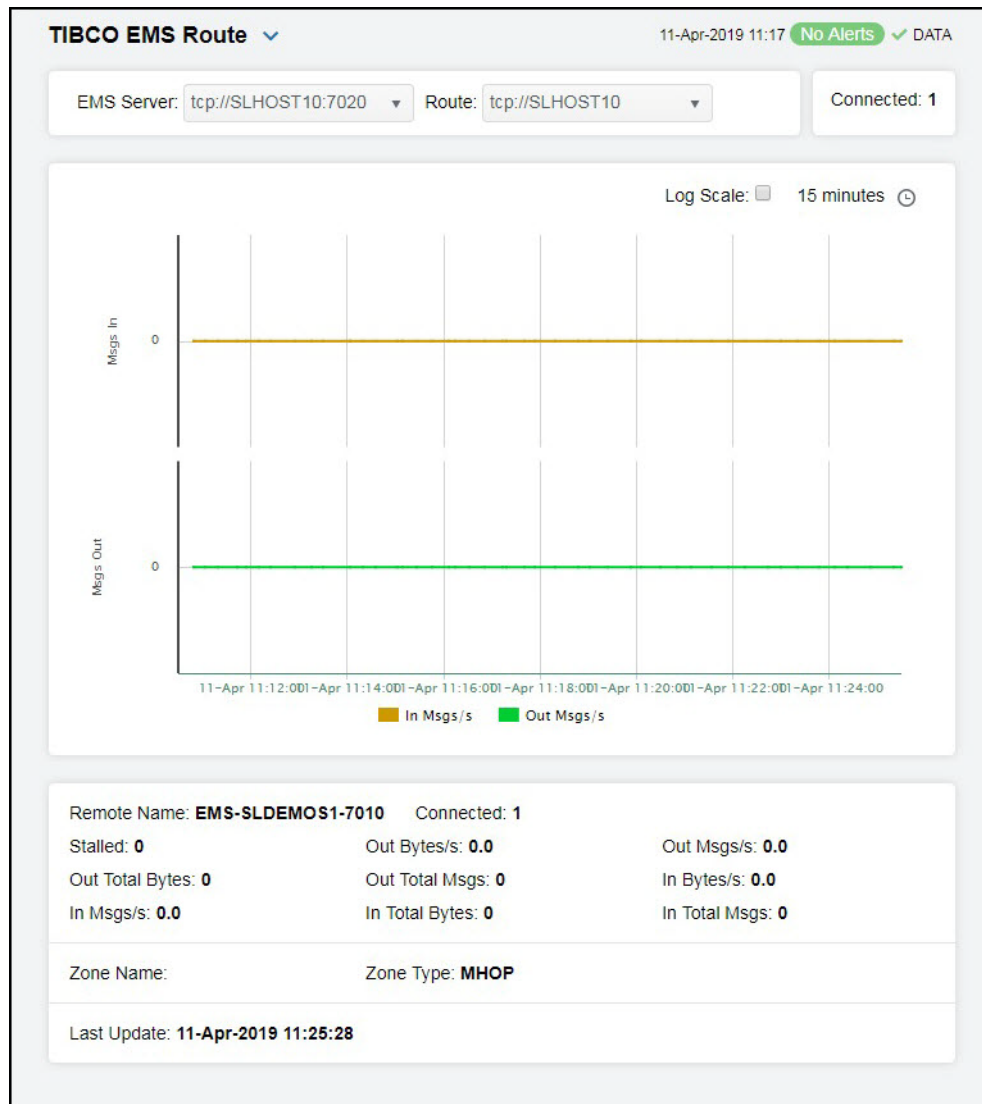 TIBCO EMS Route
11-Apr-2019 11:17 No Alerts DATA
EMS Server: tcp://SLHOST10:7020 Route: tcp://SLHOST10 Connected: 1
Log Scale: 15 minutes
Msgs In
0
Msgs Out
0
11-Apr 11:12:00 11-Apr 11:14:00 11-Apr 11:16:00 11-Apr 11:18:00 11-Apr 11:20:00 11-Apr 11:22:00 11-Apr 11:24:00
In Msgs/s Out Msgs/s
Remote Name: EMS-SLDEMOS1-7010 Connected: 1
Stalled: 0 Out Bytes/s: 0.0 Out Msgs/s: 0.0
Out Total Bytes: 0 Out Total Msgs: 0 In Bytes/s: 0.0
In Msgs/s: 0.0 In Total Bytes: 0 In Total Msgs: 0
Zone Name: Zone Type: MHOP
Last Update: 11-Apr-2019 11:25:28